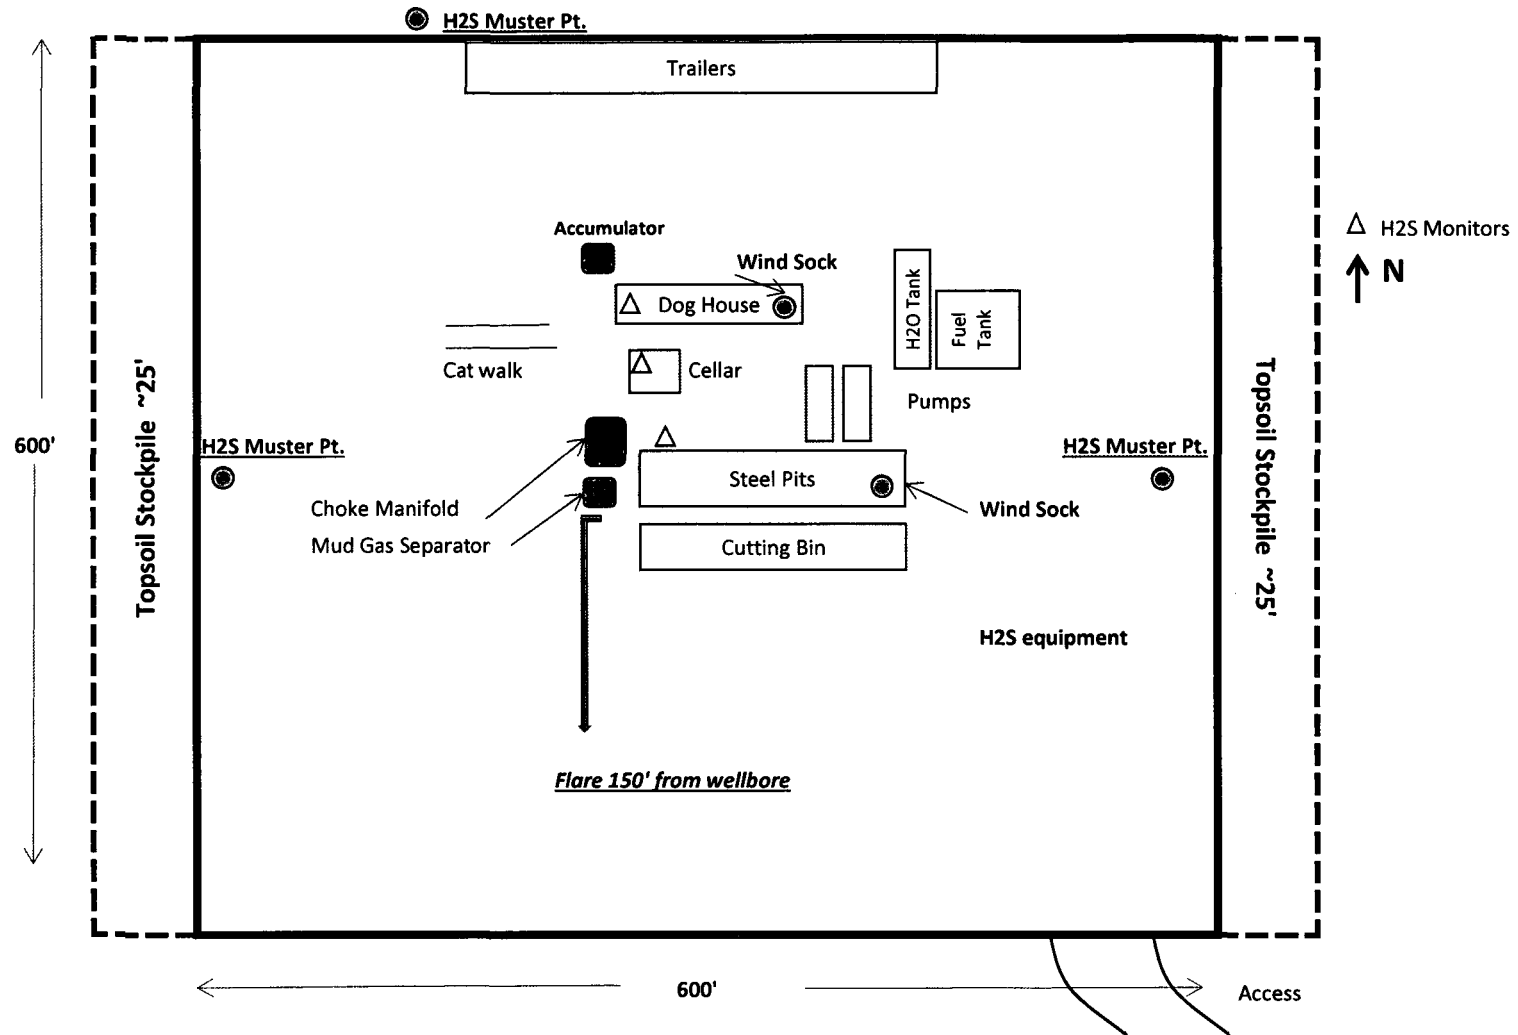 H2S Muster Pt.
Trailers
Accumulator
Wind Sock
H2S Monitors
N
Dog House
H2O Tank
Fuel
Tank
Cat walk
Cellar
Pumps
600'
Topsoil Stockpile ~25'
H2S Muster Pt.
H2S Muster Pt.
Topsoil Stockpile ~25'
Steel Pits
Choke Manifold
Wind Sock
Mud Gas Separator
Cutting Bin
H2S equipment
Flare 150' from wellbore
600'
Access